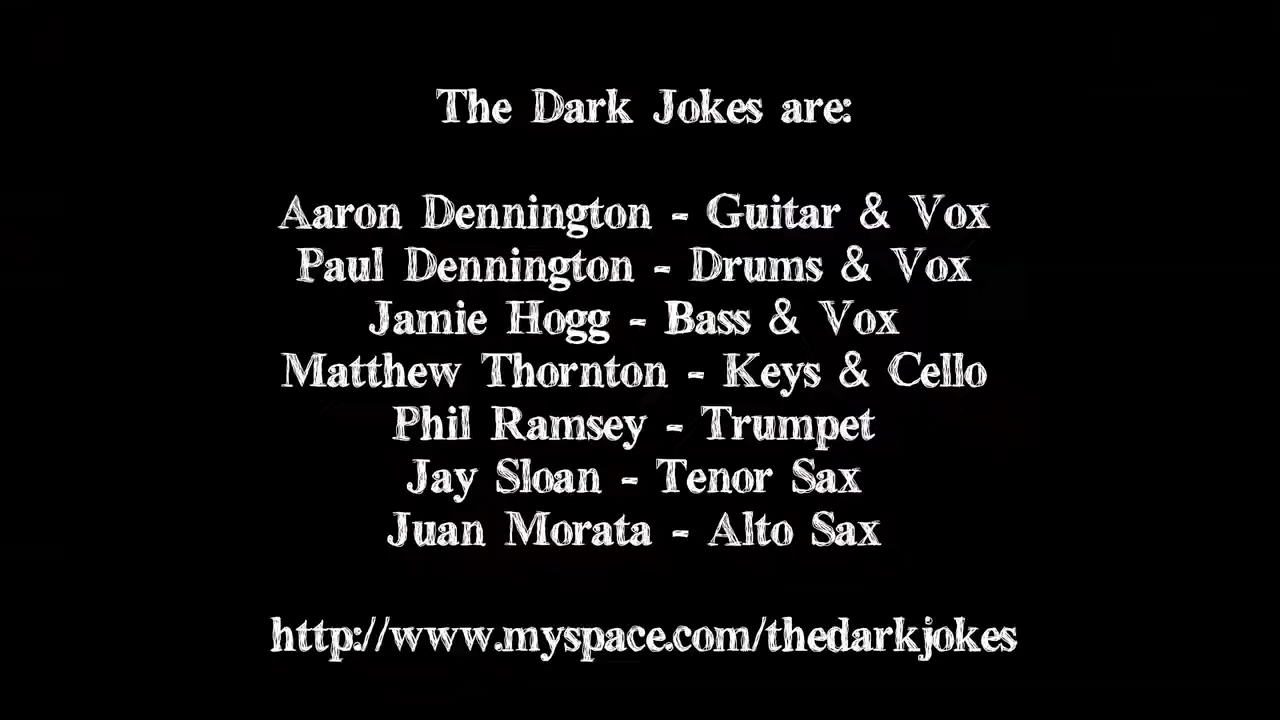 The Dark Jokes are:
Aaron Dennington - Guitar & Vox
Paul Dennington - Drums & Vox
Jamie Hogg - Bass & Vox
Matthew Thornton - Keys & Cello
Phil Ramsey - Trumpet
Jay Sloan - Tenor Sax
Juan Morata - Alto Sax
http://www.myspace.com/thedarkjokes